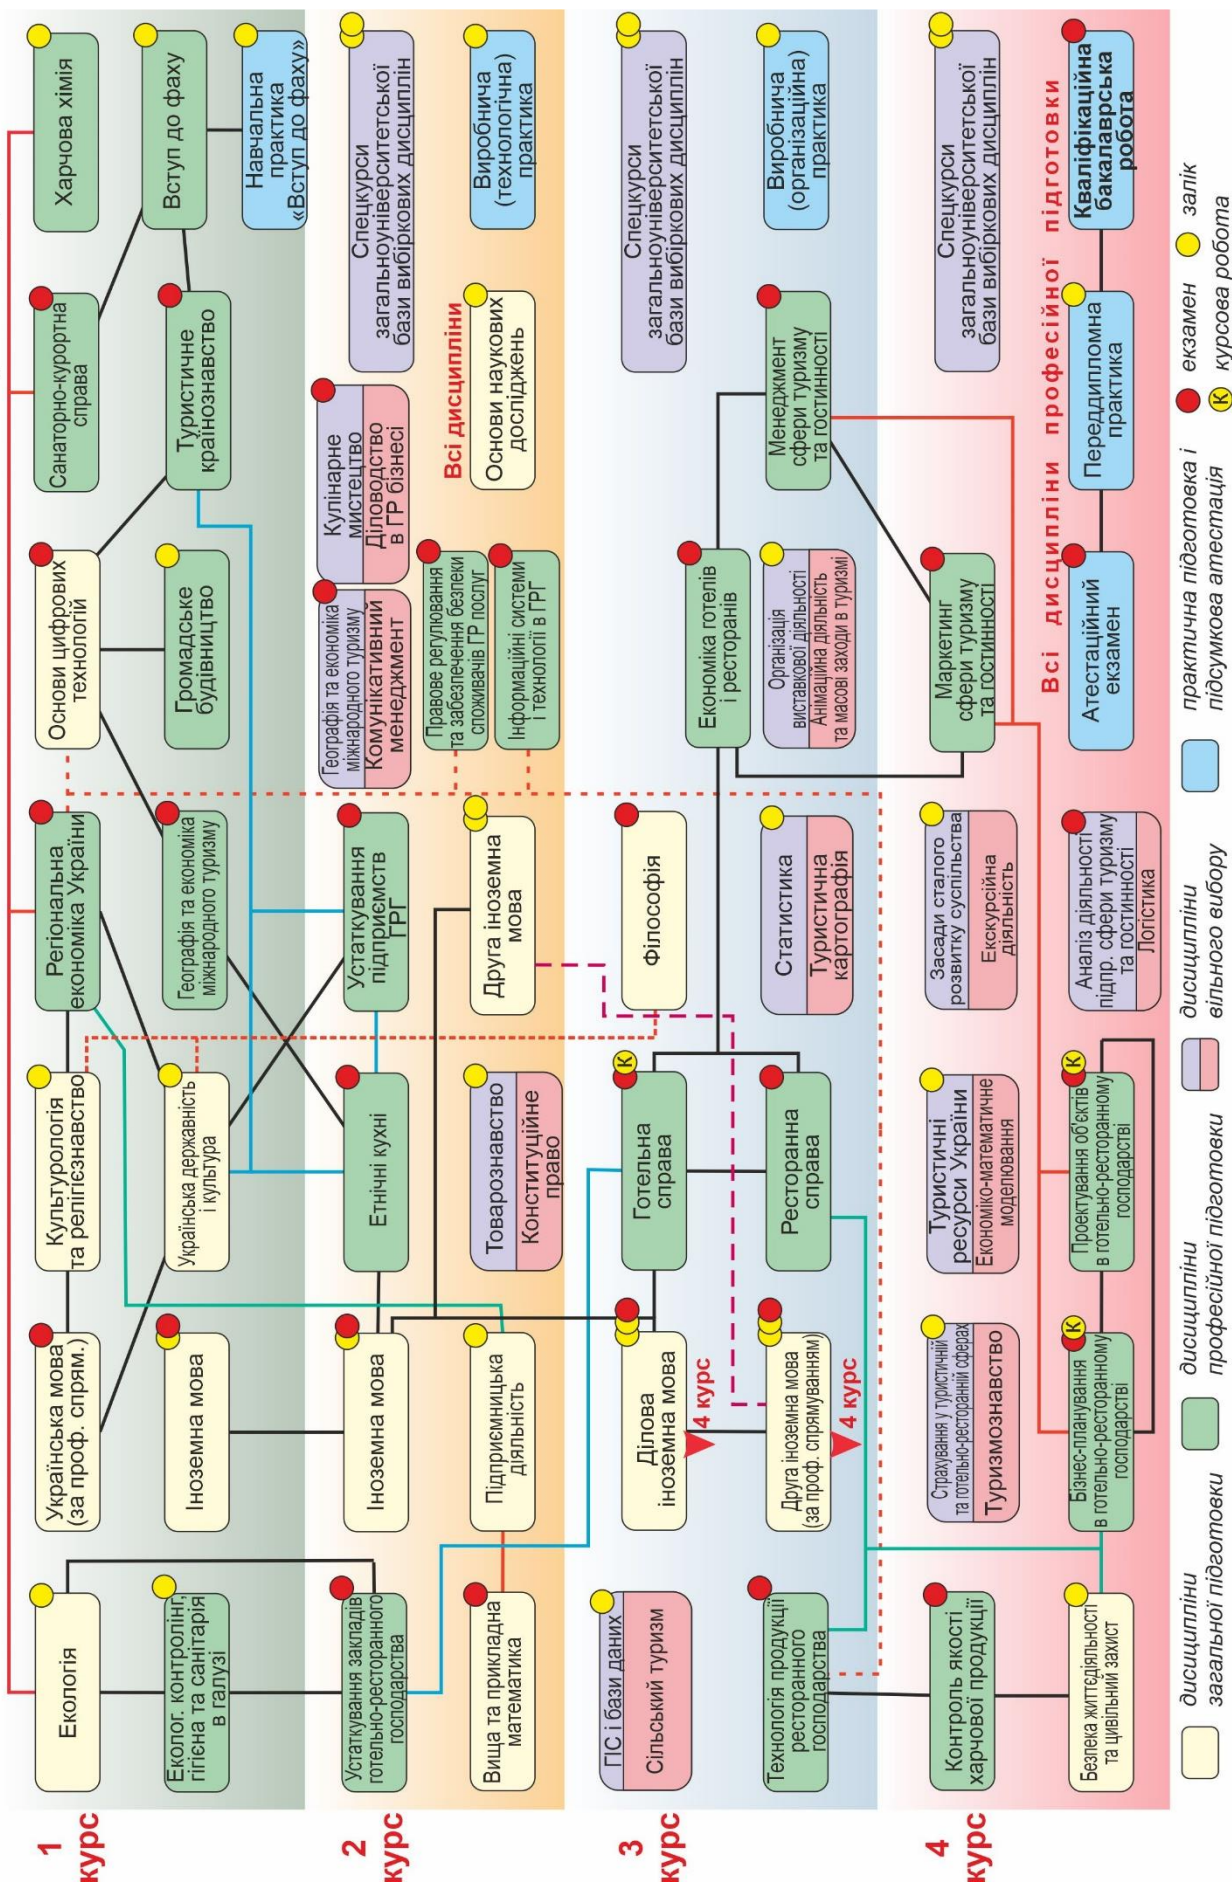 1
курс
Екологія
Українська мова
(за проф. спрям.)
Культурологія
та релігієзнавство
Регіональна
економіка України
Основи цифрових
технологій
Санаторно-курортна
справа
Харчова хімія
Еколог. контролінг,
гігієна та санітарія
в галузі
Іноземна мова
Українська державність
і культура
Географія та економіка
міжнародного туризму
Громадське
будівництво
Туристичне
країнознавство
Вступ до фаху
Навчальна
практика
«Вступ до фаху»
2
курс
Устаткування закладів
готельно-ресторанного
господарства
Іноземна мова
Етнічні кухні
Устаткування
підприємств
ГРГ
Географія та економіка
міжнародного туризму
Комунікативний
менеджмент
Кулінарне
мистецтво
Діловодство
в ГР бізнесі
Спецкурси
загальноуніверситетської
бази вибіркових дисциплін
Вища та прикладна
математика
Підприємницька
діяльність
Товарознавство
Конституційне
право
Друга іноземна
мова
Правове регулювання
та забезпечення безпеки
споживачів ГР послуг
Інформаційні системи
і технології в ГРГ
Всі дисципліни
Основи наукових
досліджень
Виробнича
(технологічна)
практика
3
курс
ГІС і бази даних
Сільський туризм
Ділова
іноземна мова
4 курс
Готельна
справа
К
Філософія
Економіка готелів
і ресторанів
Спецкурси
загальноуніверситетської
бази вибіркових дисциплін
Технологія продукції
ресторанного
господарства
Друга іноземна мова
(за проф. спрямуванням)
4 курс
Ресторанна
справа
Статистика
Туристична
картографія
Організація
виставкової діяльності
Анімаційна діяльність
та масові заходи в туризмі
Менеджмент
сфери туризму
та гостинності
Виробнича
(організаційна)
практика
4
курс
Контроль якості
харчової продукції
Страхування у туристичній
та готельно-ресторанній сферах
Туризмознавство
Туристичні
ресурси України
Економіко-математичне
моделювання
Засади сталого
розвитку суспільства
Екскурсійна
діяльність
Маркетинг
сфери туризму
та гостинності
Спецкурси
загальноуніверситетської
бази вибіркових дисциплін
Всі дисципліни професійної підготовки
Безпека життєдіяльності
та цивільний захист
Бізнес-планування
в готельно-ресторанному
господарстві
К
Проектування об'єктів
в готельно-ресторанному
господарстві
К
Аналіз діяльності
підпр. сфери туризму
та гостинності
Логістика
Атестаційний
екзамен
Переддипломна
практика
Кваліфікаційна
бакалаврська
робота
дисципліни
загальної підготовки
дисципліни
професійної підготовки
дисципліни
вільного вибору
практична підготовка і
підсумкова атестація
екзамен
залік
К
курсова робота